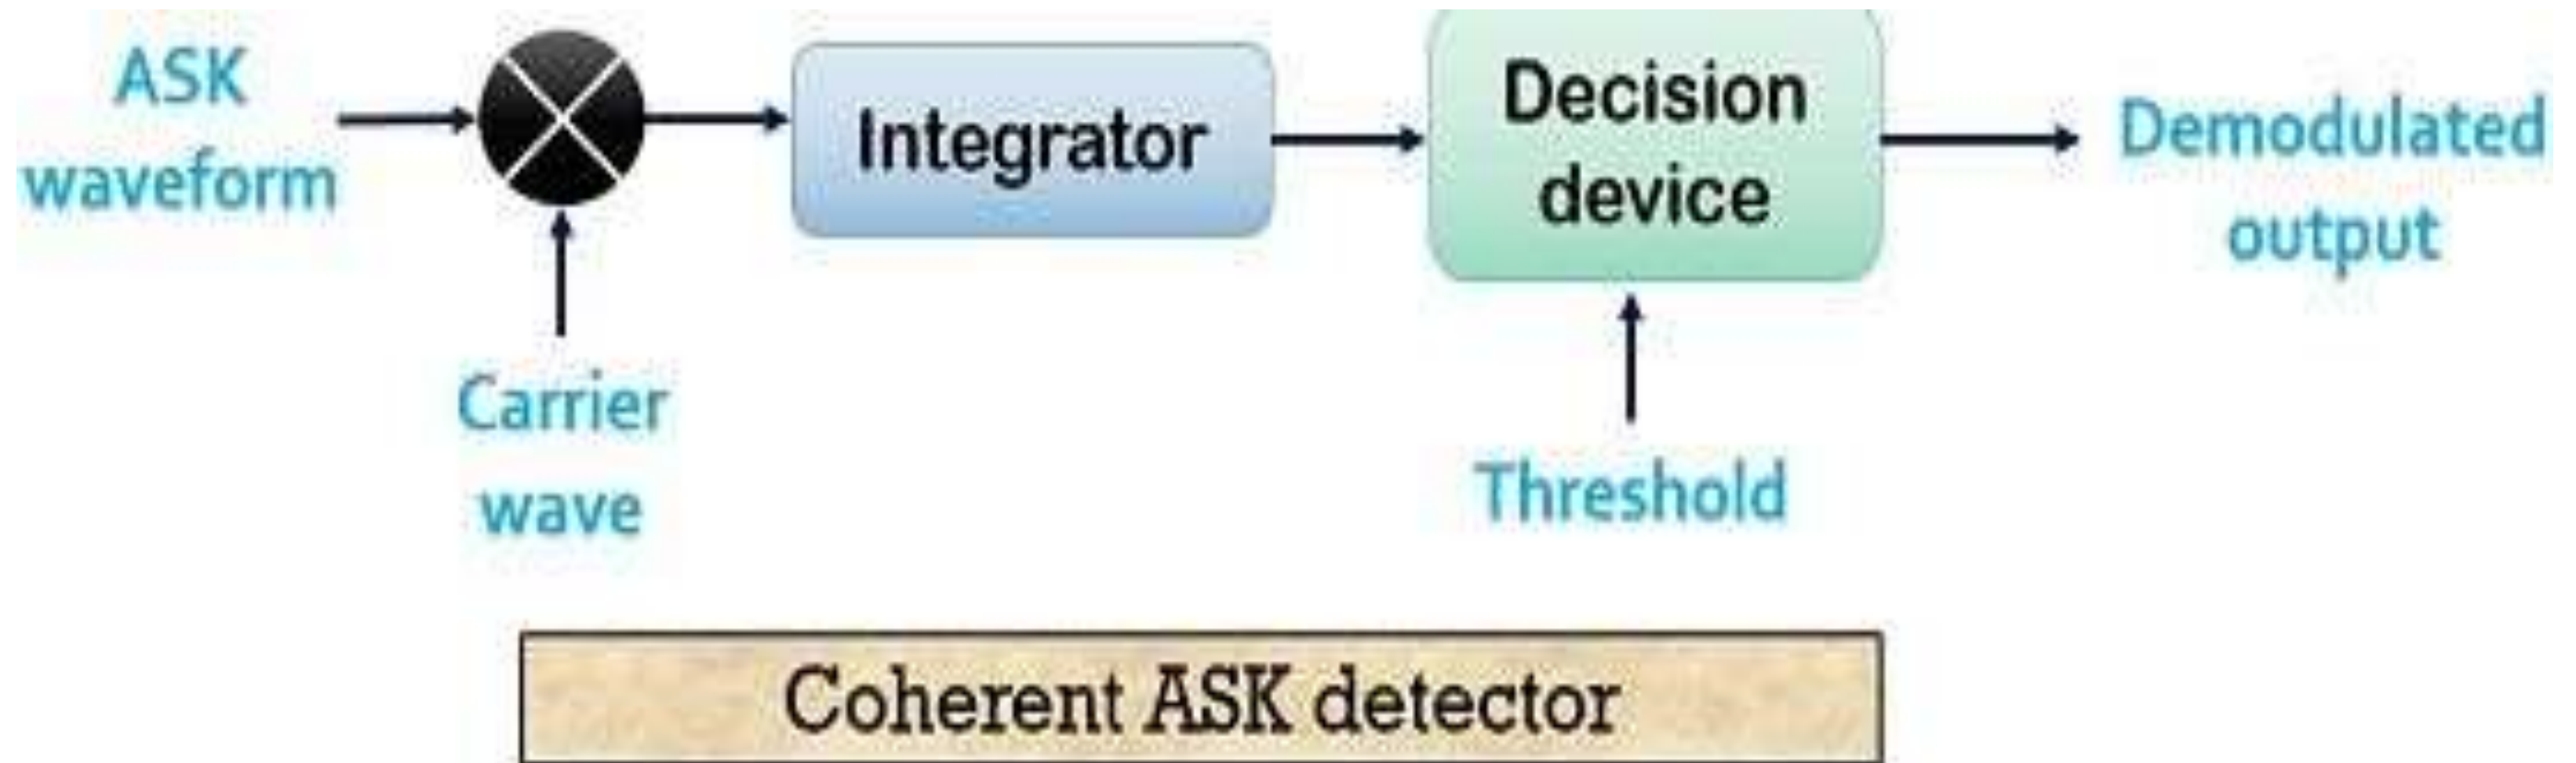 ASK
waveform
Integrator
Decision
device
Demodulated
output
Carrier
wave
Threshold
Coherent ASK detector